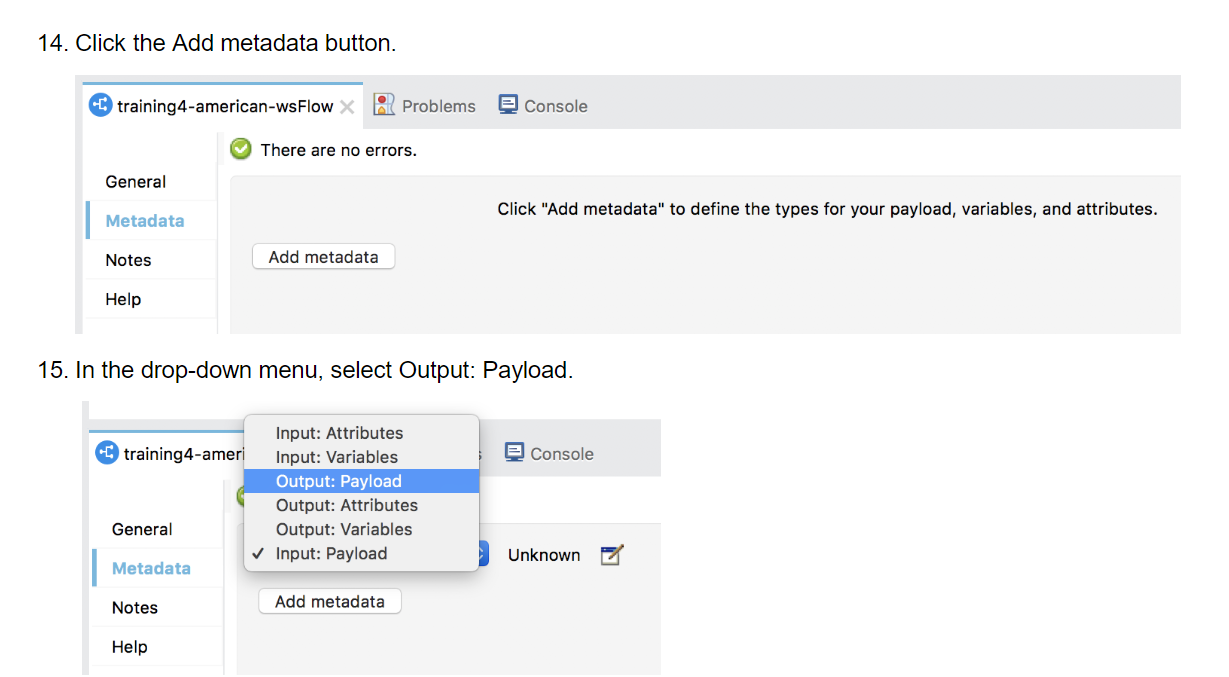 14. Click the Add metadata button.
training4-american-wsFlow Problems Console
There are no errors.
General
Click "Add metadata" to define the types for your payload, variables, and attributes.
Metadata
Add metadata
Notes
Help
15. In the drop-down menu, select Output: Payload.
Input: Attributes
training4-ameri Input: Variables Console
Output: Payload
Output: Attributes
General Output: Variables
✓ Input: Payload Unknown
Metadata
Add metadata
Notes
Help